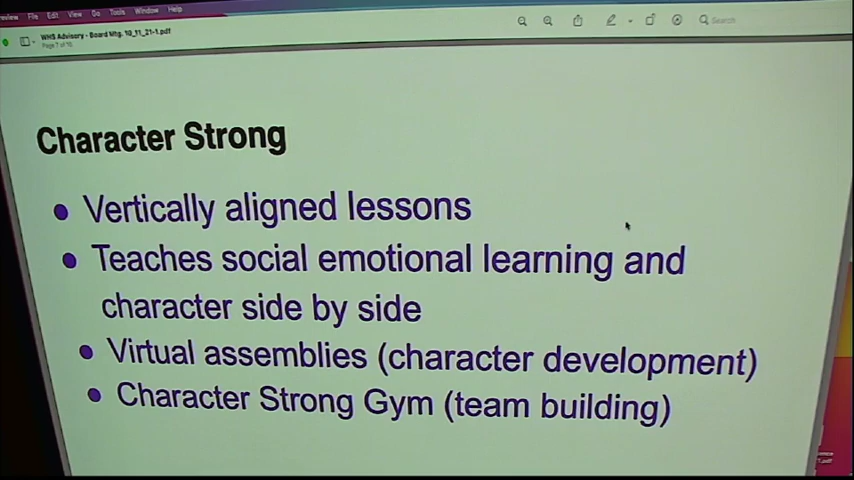 review File Edit View Go Tools Window Help
WHS Advisory - Board Mtg. 10_11_21-1.pdf
Page 7 of 10
Search
Character Strong
• Vertically aligned lessons
• Teaches social emotional learning and
character side by side
• Virtual assemblies (character development)
• Character Strong Gym (team building)